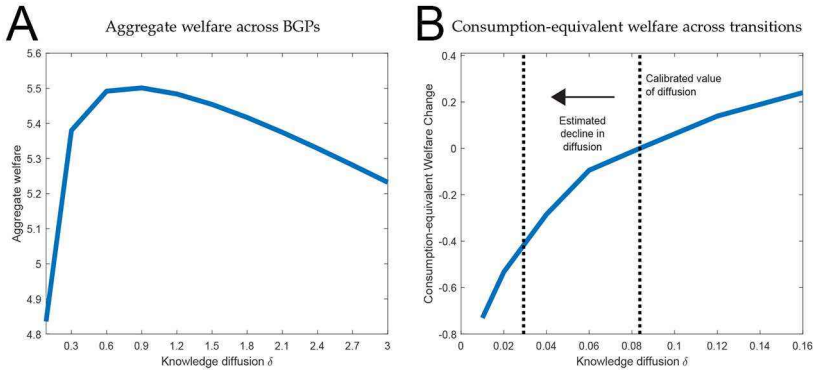 A
Aggregate welfare across BGPs
Aggregate welfare
5.6
5.5
5.4
5.3
5.2
5.1
5
4.9
4.8
0.3 0.6 0.9 1.2 1.5 1.8 2.1 2.4 2.7 3
Knowledge diffusion δ
B
Consumption-equivalent welfare across transitions
Consumption-equivalent Welfare Change
0.4
0.2
0
-0.2
-0.4
-0.6
-0.8
Calibrated value
of diffusion
Estimated
decline in
diffusion
0 0.02 0.04 0.06 0.08 0.1 0.12 0.14 0.16
Knowledge diffusion δ